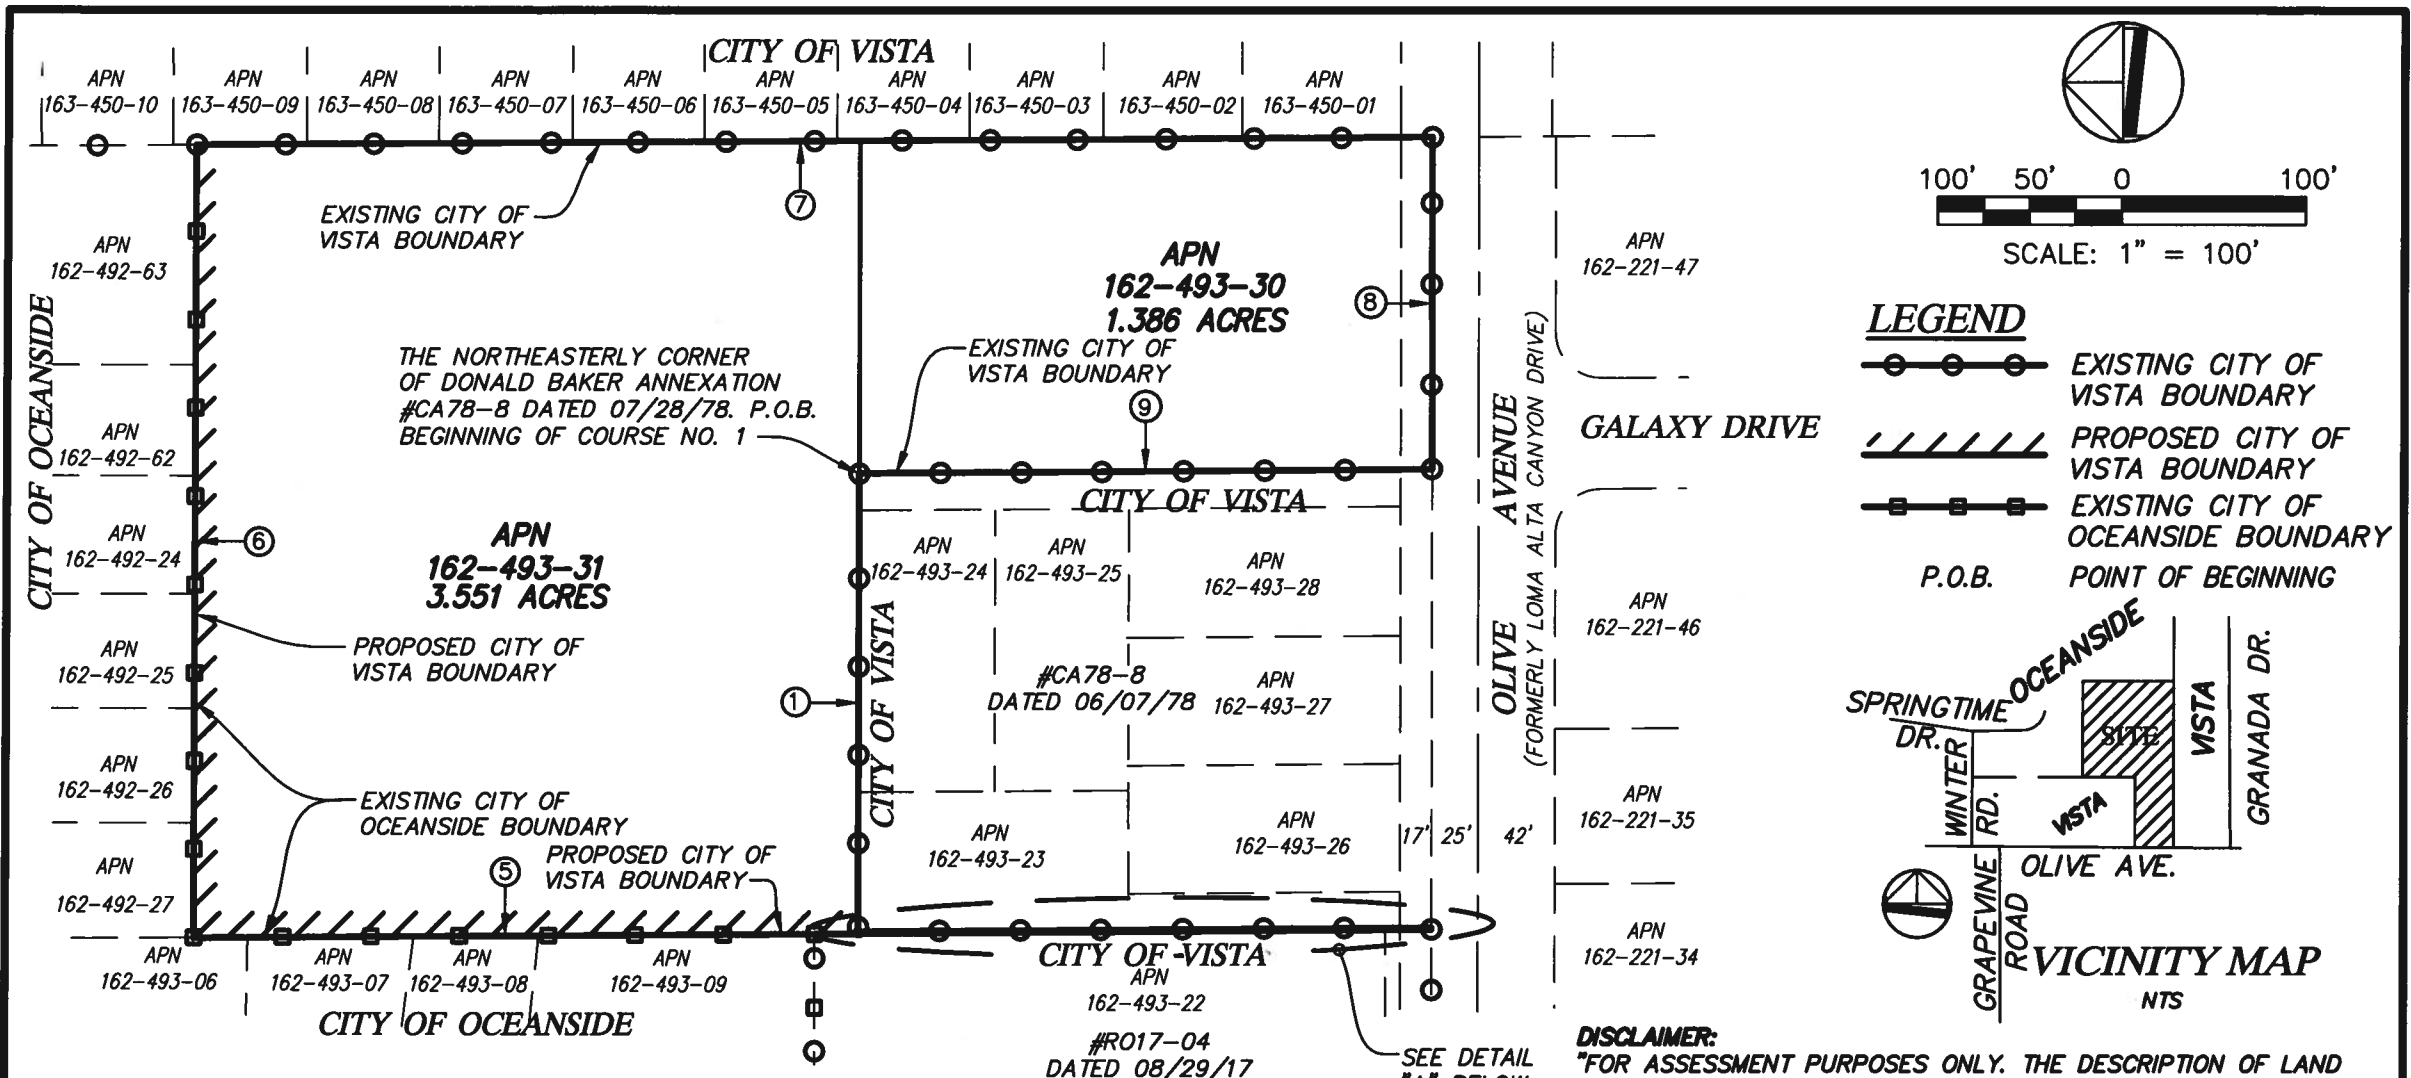 CITY OF VISTA
APN
163-450-10
APN
163-450-09
APN
163-450-08
APN
163-450-07
APN
163-450-06
APN
163-450-05
APN
163-450-04
APN
163-450-03
APN
163-450-02
APN
163-450-01
EXISTING CITY OF
VISTA BOUNDARY
7
APN
162-492-63
CITY OF OCEANSIDE
APN
162-493-30
1.386 ACRES
8
APN
162-221-47
THE NORTHEASTERLY CORNER
OF DONALD BAKER ANNEXATION
#CA78-8 DATED 07/28/78. P.O.B.
BEGINNING OF COURSE NO. 1
EXISTING CITY OF
VISTA BOUNDARY
9
APN
162-492-62
CITY OF VISTA
GALAXY DRIVE
OLIVE AVENUE
(FORMERLY LOMA ALTA CANYON DRIVE)
APN
162-492-24
6
APN
162-493-31
3.551 ACRES
APN
162-493-24
APN
162-493-25
APN
162-493-28
APN
162-221-46
PROPOSED CITY OF
VISTA BOUNDARY
APN
162-492-25
1
CITY OF VISTA
#CA78-8
DATED 06/07/78
APN
162-493-27
APN
162-492-26
EXISTING CITY OF
OCEANSIDE BOUNDARY
5
PROPOSED CITY OF
VISTA BOUNDARY
APN
162-493-23
APN
162-493-26
17'
25'
42'
APN
162-221-35
APN
162-492-27
APN
162-493-06
APN
162-493-07
APN
162-493-08
APN
162-493-09
CITY OF OCEANSIDE
CITY OF VISTA
APN
162-493-22
#RO17-04
DATED 08/29/17
SEE DETAIL
"A" BELOW
APN
162-221-34
100' 50' 0 100'
SCALE: 1" = 100'
LEGEND
EXISTING CITY OF
VISTA BOUNDARY
PROPOSED CITY OF
VISTA BOUNDARY
EXISTING CITY OF
OCEANSIDE BOUNDARY
P.O.B. POINT OF BEGINNING
OCEANSIDE
SPRINGTIME
DR.
WINTER
RD.
SITE
VISTA
VISTA
GRANADA DR.
OLIVE AVE.
GRAPEVINE
ROAD
VICINITY MAP
NTS
DISCLAIMER:
"FOR ASSESSMENT PURPOSES ONLY. THE DESCRIPTION OF LAND